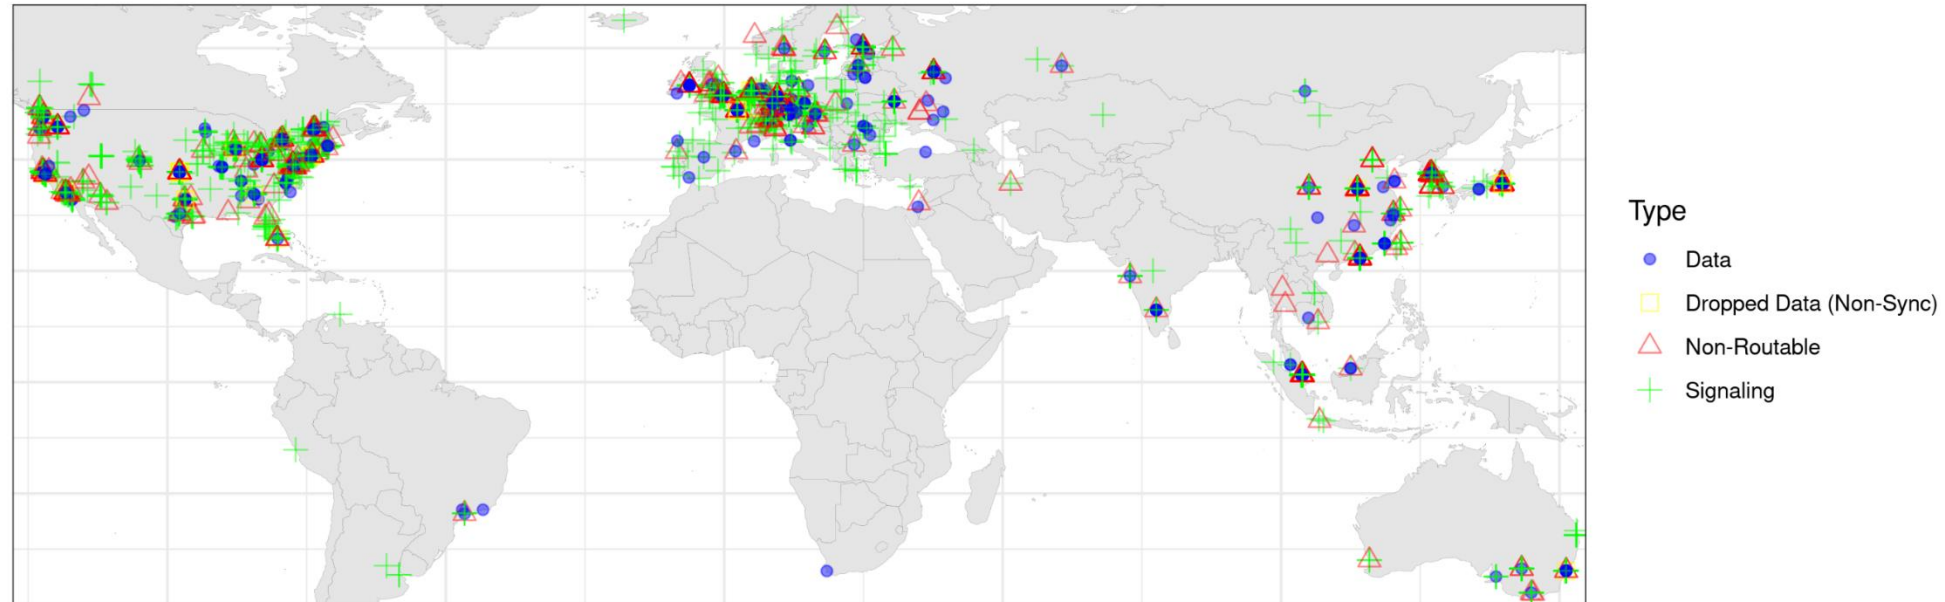 Type
Data
Dropped Data (Non-Sync)
Non-Routable
Signaling